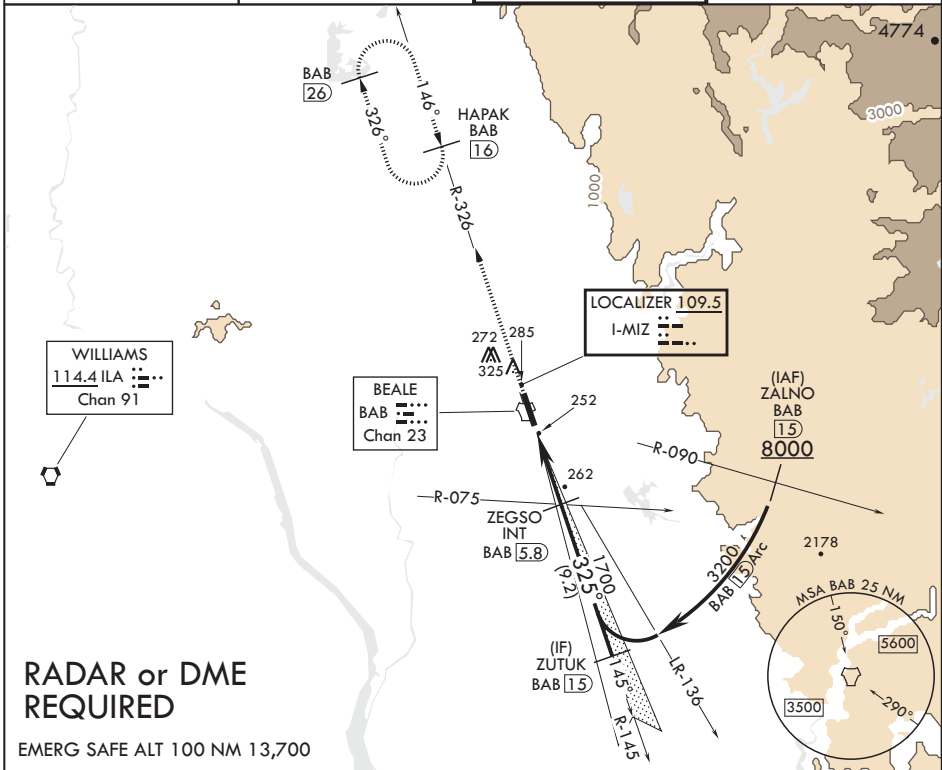 4774
BAB
26
146°
326°
HAPAK
BAB
16
3000
1000
R-326
LOCALIZER 109.5
I-MIZ
272
285
325
WILLIAMS
114.4 ILA
Chan 91
BEALE
BAB
Chan 23
252
(IAF)
ZALNO
BAB
15
8000
R-090
262
R-075
ZEGSO
INT
BAB 5.8
1700
325°
(9.2)
3200
BAB 15 Arc
2178
MSA BAB 25 NM
150°
5600
3500
290°
(IF)
ZUTUK
BAB 15
145°
R-145
LR-136
RADAR or DME
REQUIRED
EMERG SAFE ALT 100 NM 13,700